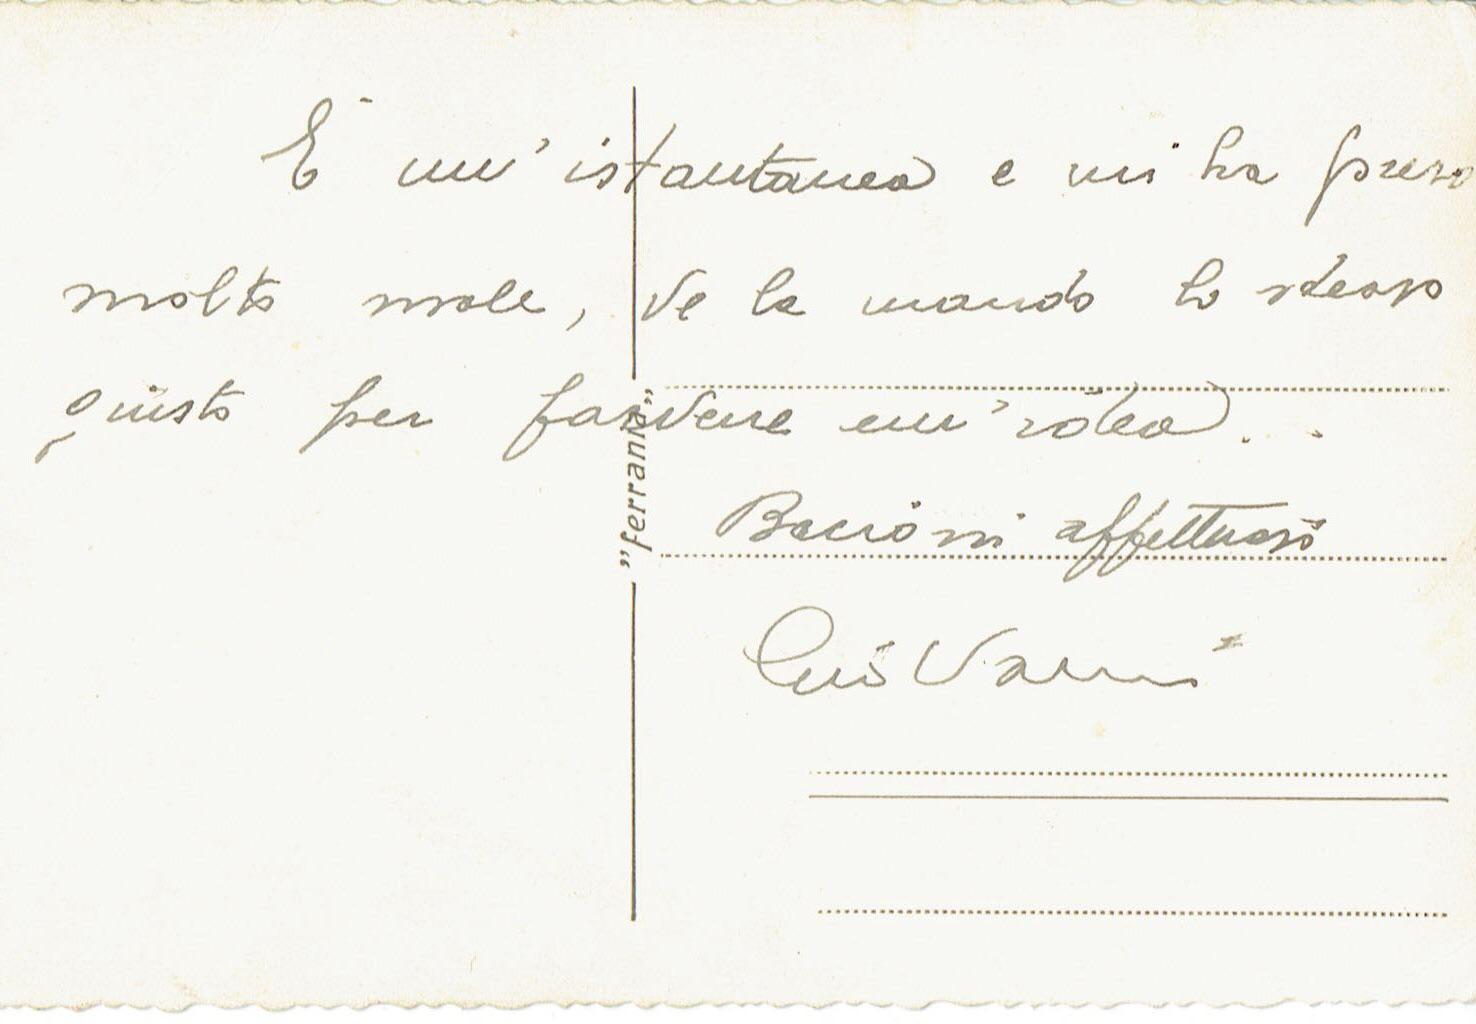 È un'istantanea e mi ha preso
molto male, ve la mando lo stesso
giusto per farvene un'idea...
Bacioni affettuosi
Giovanni
"ferrania"